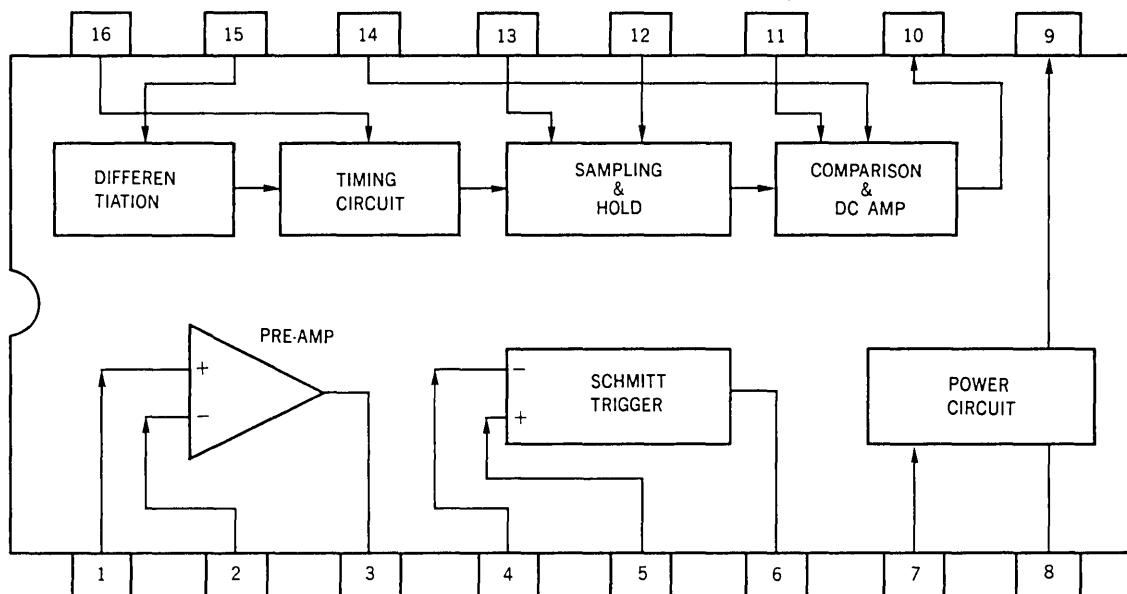 16 15 14 13 12 11 10 9
DIFFEREN
TIATION
TIMING
CIRCUIT
SAMPLING
&
HOLD
COMPARISON
&
DC AMP
PRE-AMP
+
−
−
+
SCHMITT
TRIGGER
POWER
CIRCUIT
1 2 3 4 5 6 7 8